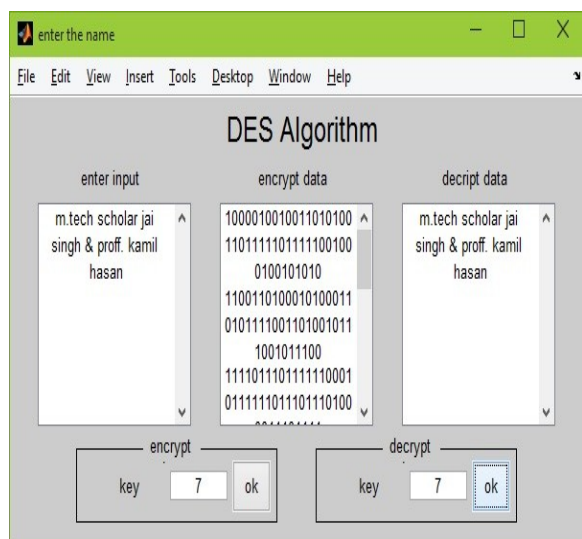 enter the name
File Edit View Insert Tools Desktop Window Help
DES Algorithm
enter input
m.tech scholar jai
singh & proff. kamil
hasan
encrypt data
1000010010011010100
1101111101111100100
0100101010
1100110100010100011
0101111001101001011
1001011100
1111011101111110001
0111111011101110100
decript data
m.tech scholar jai
singh & proff. kamil
hasan
encrypt
key 7 ok
decrypt
key 7 ok